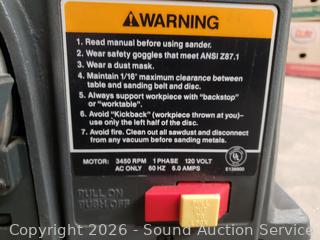 ⚠WARNING
1. Read manual before using sander.
2. Wear safety goggles that meet ANSI Z87.1
3. Wear a dust mask.
4. Maintain 1/16" maximum clearance between
table and sanding belt and disc.
5. Always support workpiece with "backstop"
or "worktable".
6. Avoid "Kickback" (workpiece thrown at you)-
use only the left half of the disc.
7. Avoid fire. Clean out all sawdust and disconnect
from any vacuum before sanding metals.
MOTOR: 3450 RPM 1 PHASE 120 VOLT
AC ONLY 60 HZ 6.0 AMPS
PULL ON
PUSH OFF
Copyright 2026 - Sound Auction Service